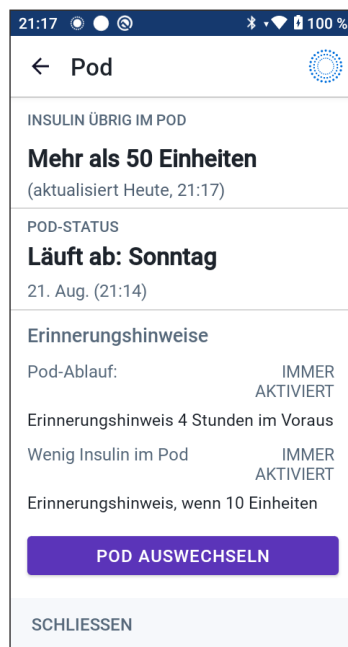 21:17 100 %
Pod
INSULIN ÜBRIG IM POD
Mehr als 50 Einheiten
(aktualisiert Heute, 21:17)
POD-STATUS
Läuft ab: Sonntag
21. Aug. (21:14)
Erinnerungshinweise
Pod-Ablauf: IMMER
AKTIVIERT
Erinnerungshinweis 4 Stunden im Voraus
Wenig Insulin im Pod IMMER
AKTIVIERT
Erinnerungshinweis, wenn 10 Einheiten
POD AUSWECHSELN
SCHLIESSEN